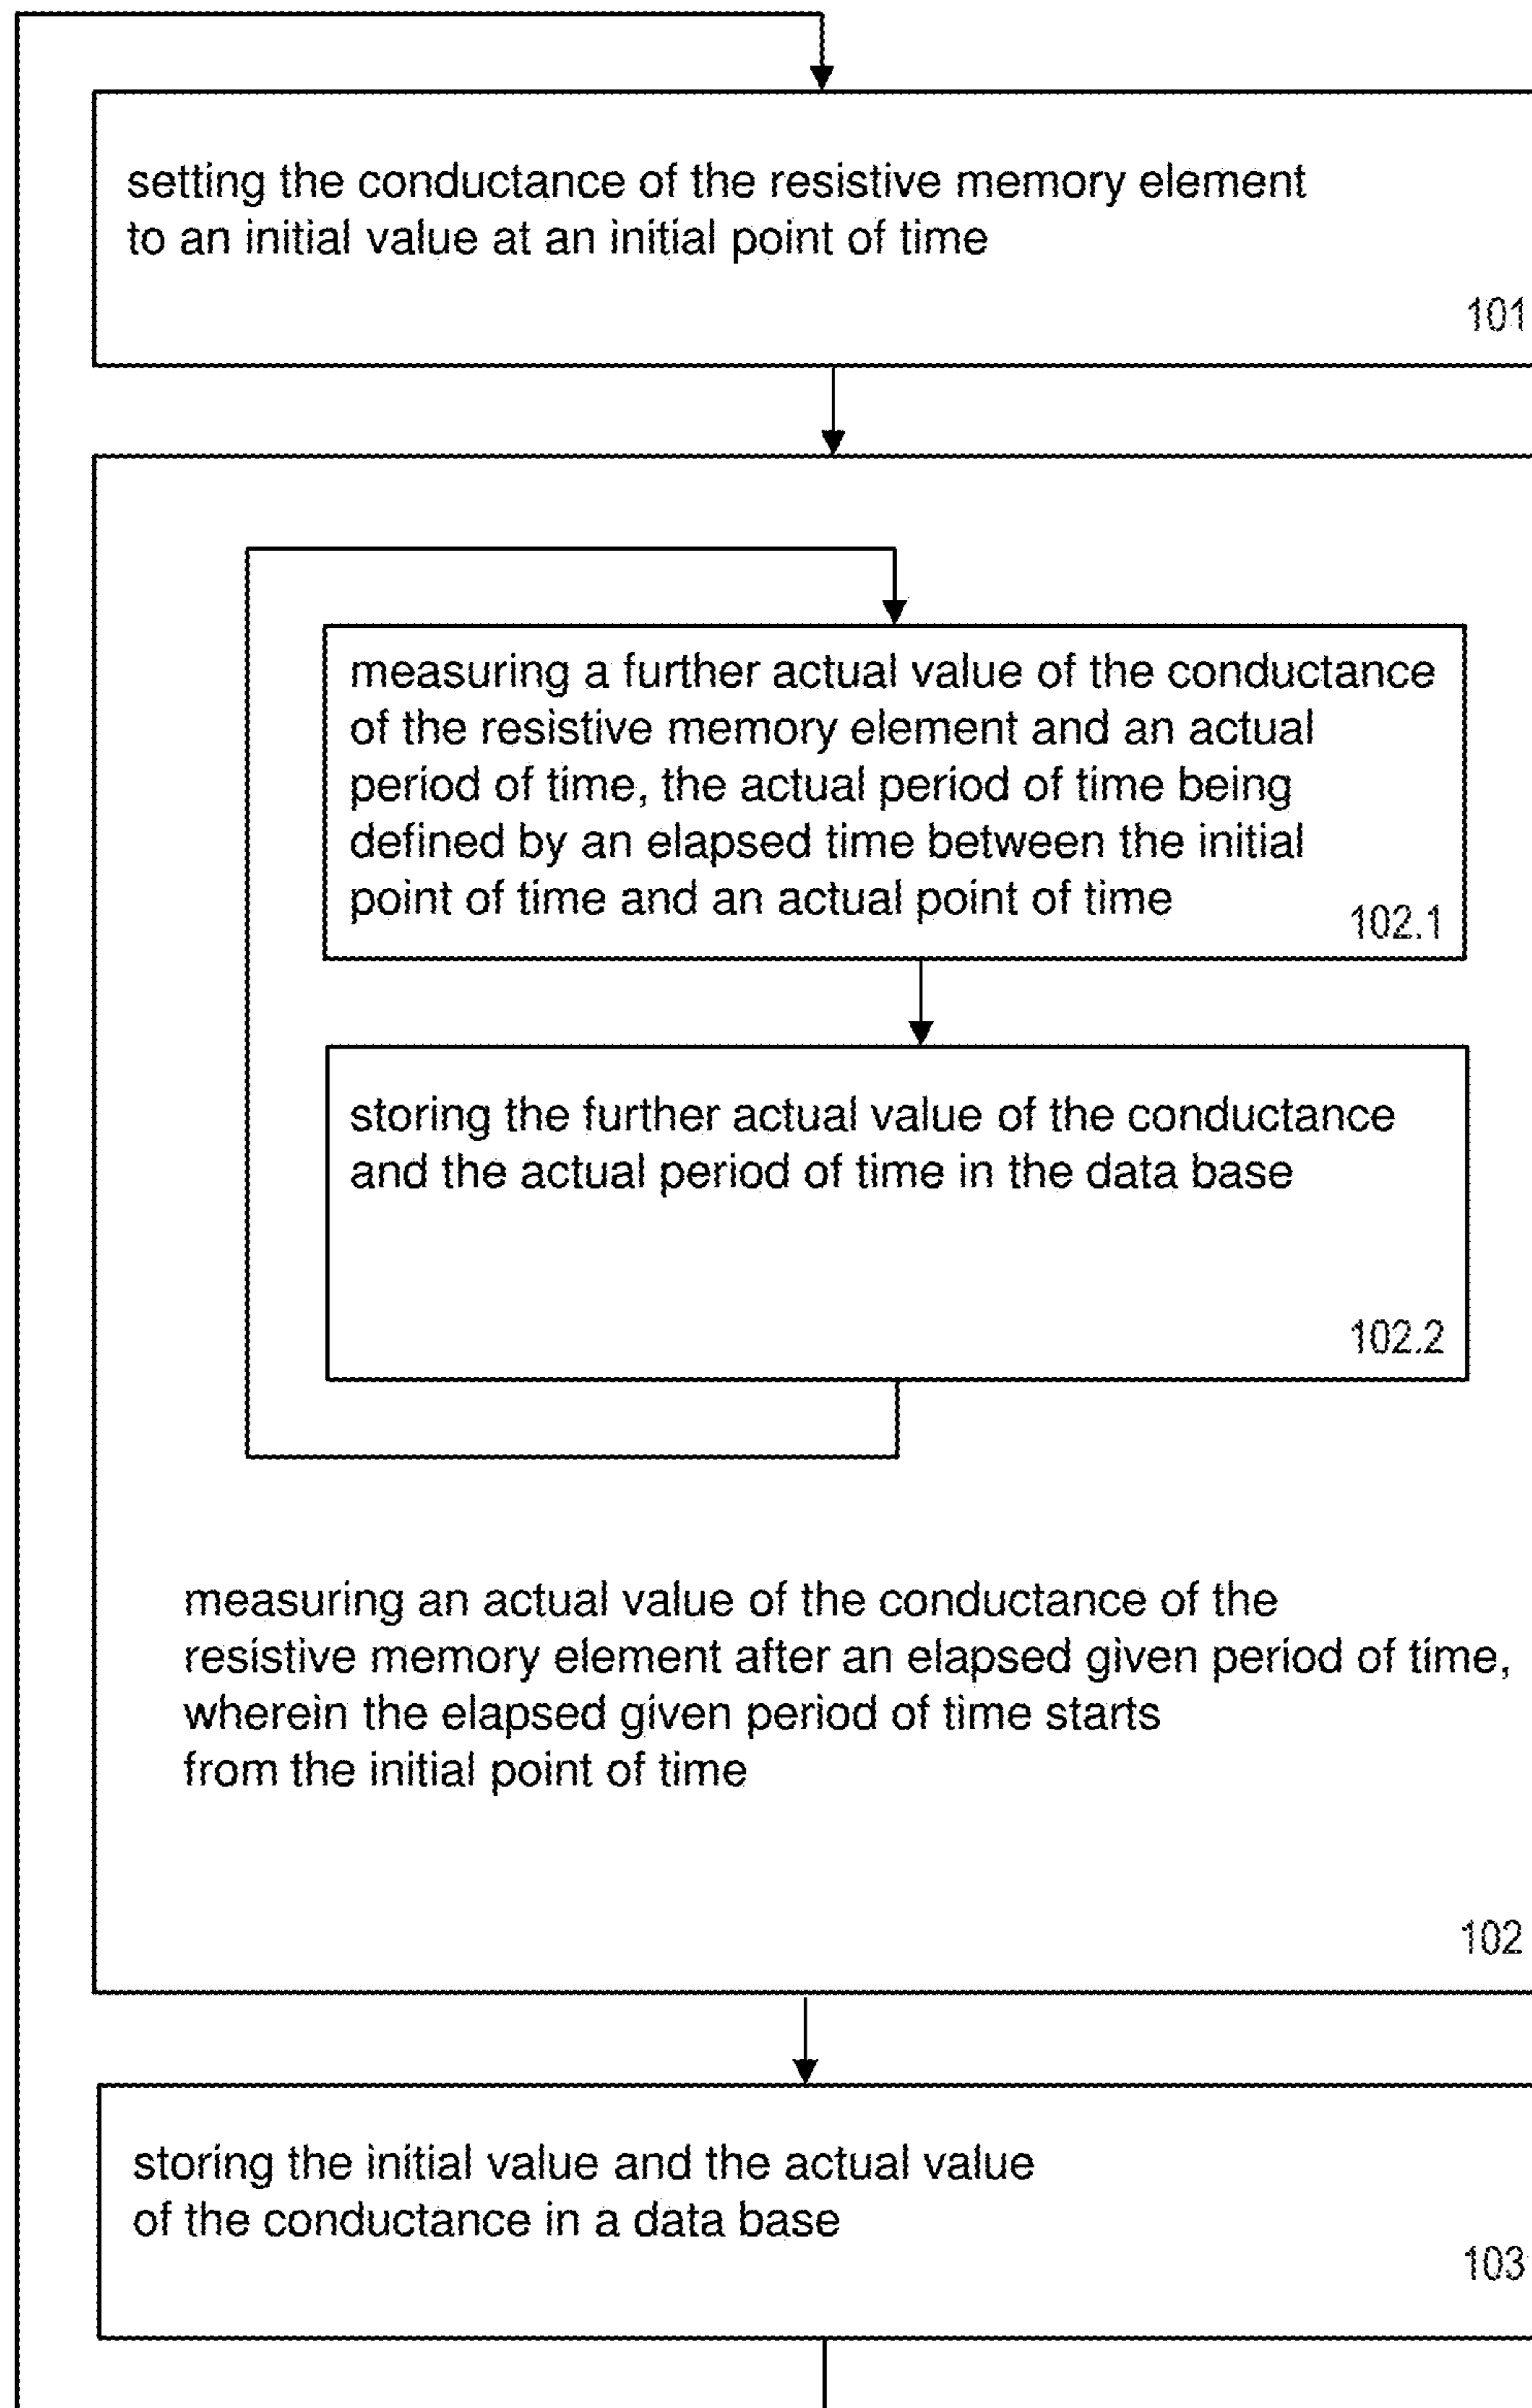 setting the conductance of the resistive memory element
to an initial value at an initial point of time
101
measuring a further actual value of the conductance
of the resistive memory element and an actual
period of time, the actual period of time being
defined by an elapsed time between the initial
point of time and an actual point of time
102.1
storing the further actual value of the conductance
and the actual period of time in the data base
102.2
measuring an actual value of the conductance of the
resistive memory element after an elapsed given period of time,
wherein the elapsed given period of time starts
from the initial point of time
102
storing the initial value and the actual value
of the conductance in a data base
103